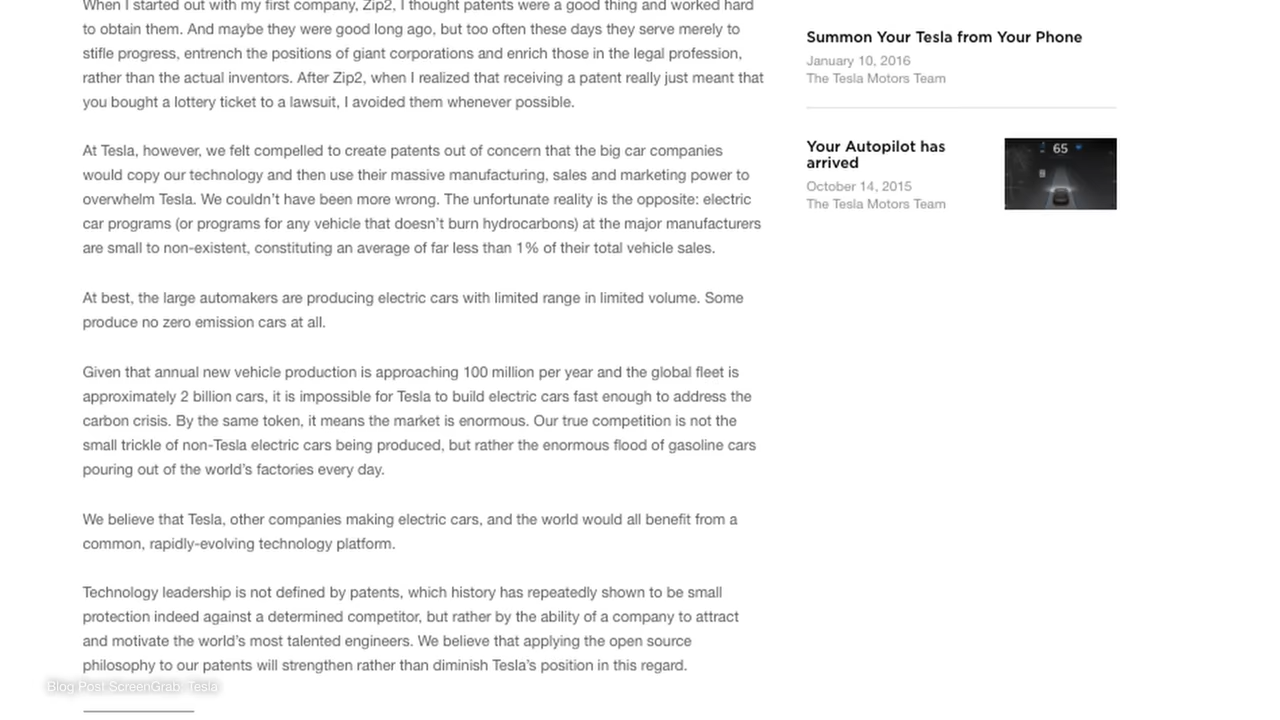 When I started out with my first company, Zip2, I thought patents were a good thing and worked hard
to obtain them. And maybe they were good long ago, but too often these days they serve merely to
stifle progress, entrench the positions of giant corporations and enrich those in the legal profession,
rather than the actual inventors. After Zip2, when I realized that receiving a patent really just meant that
you bought a lottery ticket to a lawsuit, I avoided them whenever possible.
At Tesla, however, we felt compelled to create patents out of concern that the big car companies
would copy our technology and then use their massive manufacturing, sales and marketing power to
overwhelm Tesla. We couldn’t have been more wrong. The unfortunate reality is the opposite: electric
car programs (or programs for any vehicle that doesn’t burn hydrocarbons) at the major manufacturers
are small to non-existent, constituting an average of far less than 1% of their total vehicle sales.
At best, the large automakers are producing electric cars with limited range in limited volume. Some
produce no zero emission cars at all.
Given that annual new vehicle production is approaching 100 million per year and the global fleet is
approximately 2 billion cars, it is impossible for Tesla to build electric cars fast enough to address the
carbon crisis. By the same token, it means the market is enormous. Our true competition is not the
small trickle of non-Tesla electric cars being produced, but rather the enormous flood of gasoline cars
pouring out of the world’s factories every day.
We believe that Tesla, other companies making electric cars, and the world would all benefit from a
common, rapidly-evolving technology platform.
Technology leadership is not defined by patents, which history has repeatedly shown to be small
protection indeed against a determined competitor, but rather by the ability of a company to attract
and motivate the world’s most talented engineers. We believe that applying the open source
philosophy to our patents will strengthen rather than diminish Tesla’s position in this regard.
Blog Post ScreenGrab: Tesla
Summon Your Tesla from Your Phone
January 10, 2016
The Tesla Motors Team
Your Autopilot has
arrived
October 14, 2015
The Tesla Motors Team
65